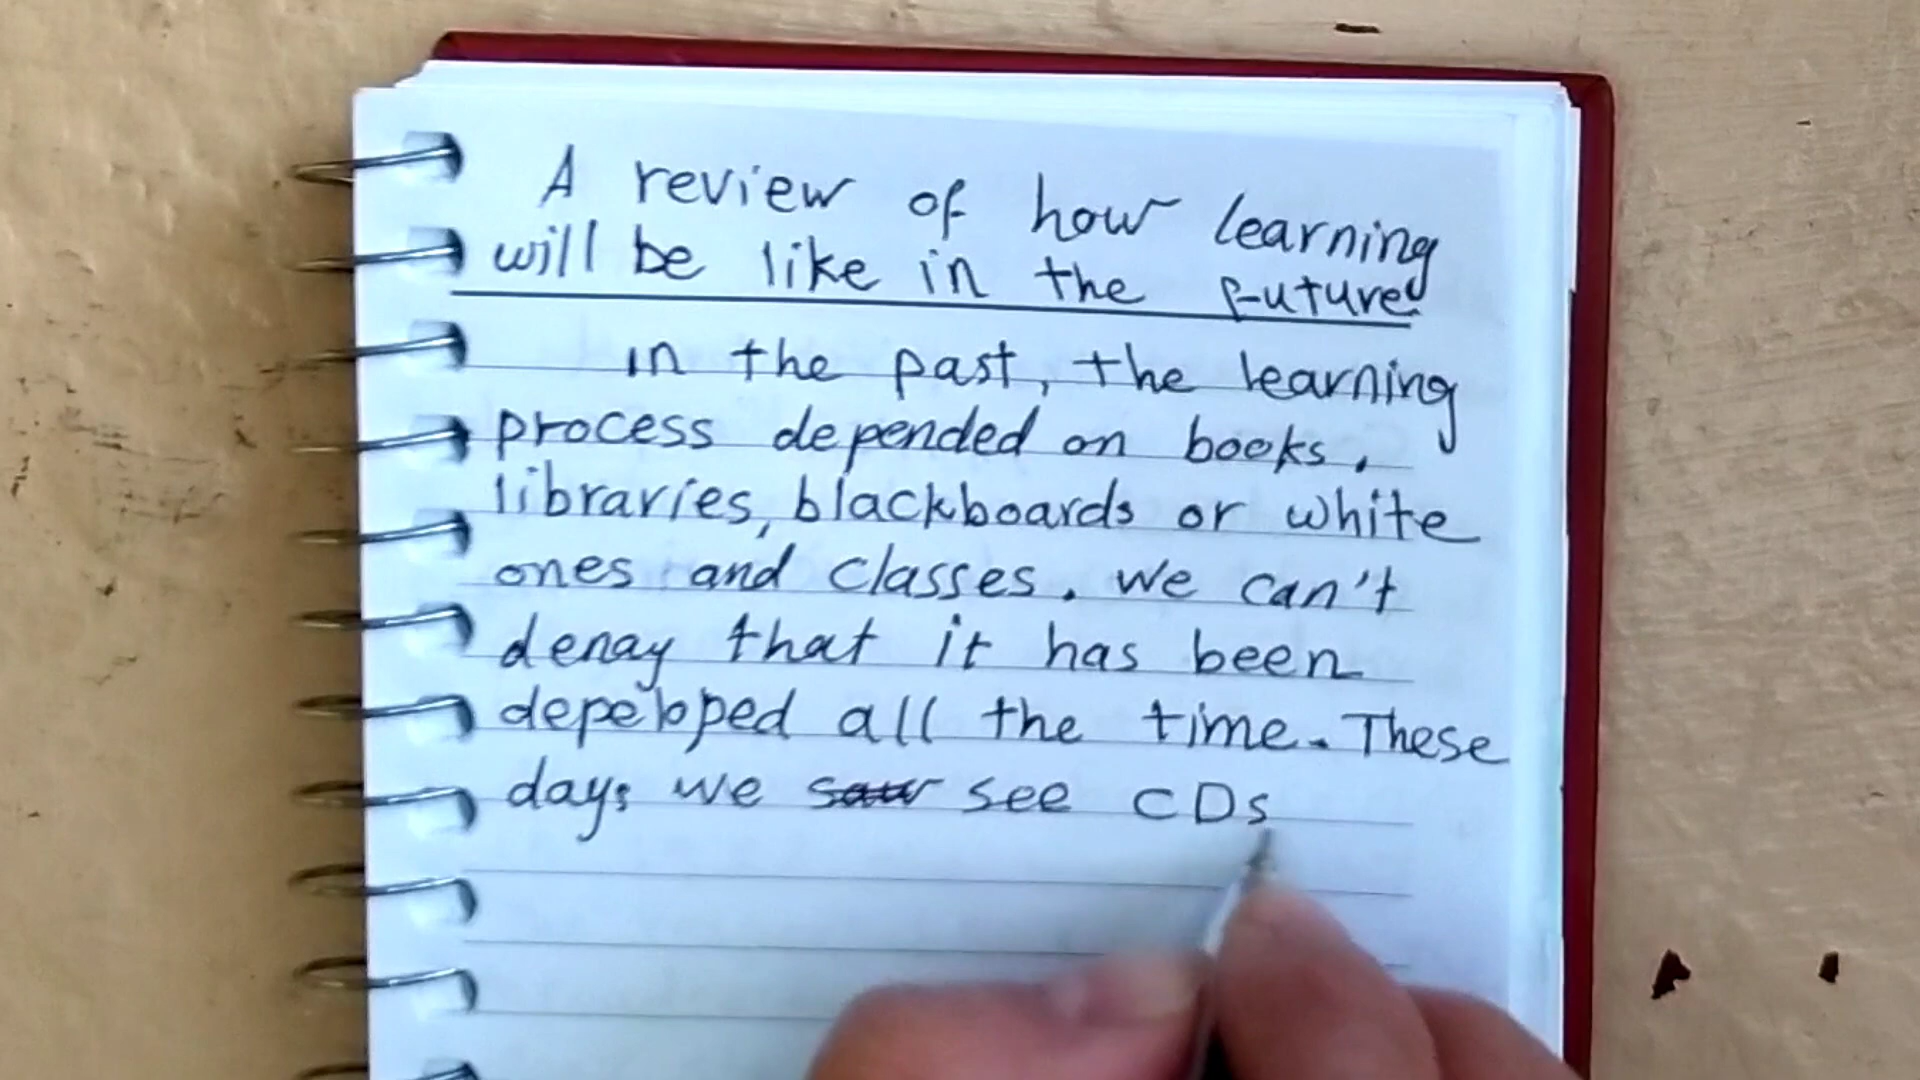 A review of how learning
will be like in the future
In the past, the learning
process depended on books,
libraries, blackboards or white
ones and classes. We can't
denay that it has been
depeloped all the time. These
days we saw see CDs